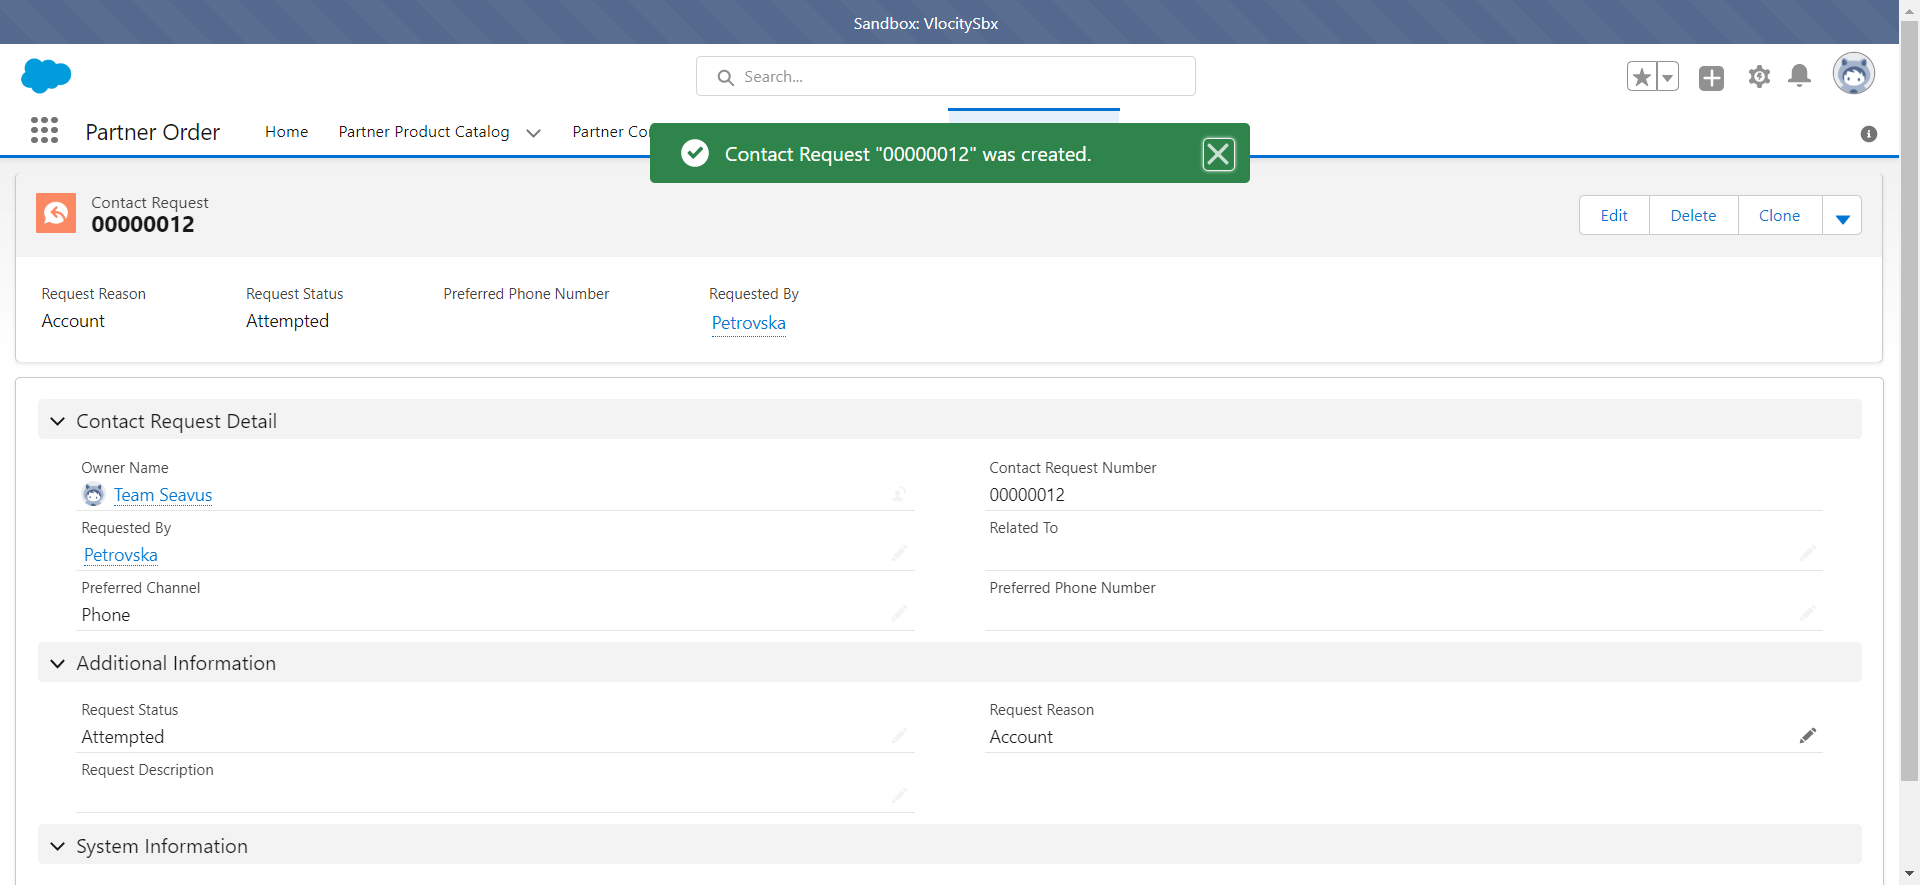 Sandbox: VlocitySbx
Search...
Partner Order
Home
Partner Product Catalog
Partner Co
Contact Request "00000012" was created.
Contact Request
00000012
Edit
Delete
Clone
Request Reason
Request Status
Preferred Phone Number
Requested By
Account
Attempted
Petrovska
Contact Request Detail
Owner Name
Team Seavus
Contact Request Number
00000012
Requested By
Petrovska
Related To
Preferred Channel
Phone
Preferred Phone Number
Additional Information
Request Status
Attempted
Request Reason
Account
Request Description
System Information